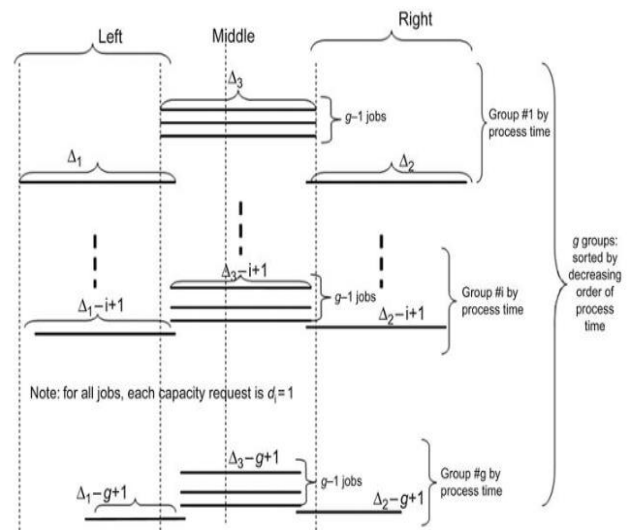 Left
Middle
Right
Δ3
g–1 jobs
Group #1 by
process time
Δ1
Δ2
g groups:
sorted by
decreasing
order of
process
time
Δ3–i+1
g–1 jobs
Group #i by
process time
Δ1–i+1
Δ2–i+1
Note: for all jobs, each capacity request is di = 1
Δ3–g+1
g–1 jobs
Group #g by
process time
Δ1–g+1
Δ2–g+1